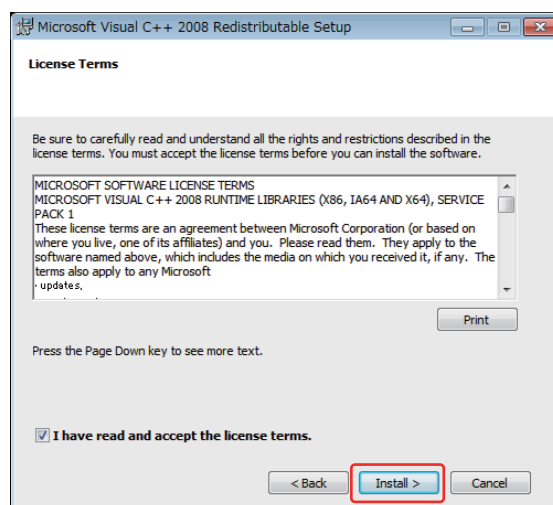 Microsoft Visual C++ 2008 Redistributable Setup
License Terms
Be sure to carefully read and understand all the rights and restrictions described in the
license terms. You must accept the license terms before you can install the software.
MICROSOFT SOFTWARE LICENSE TERMS
MICROSOFT VISUAL C++ 2008 RUNTIME LIBRARIES (X86, IA64 AND X64), SERVICE
PACK 1
These license terms are an agreement between Microsoft Corporation (or based on
where you live, one of its affiliates) and you.  Please read them.  They apply to the
software named above, which includes the media on which you received it, if any.  The
terms also apply to any Microsoft
· updates,
Print
Press the Page Down key to see more text.
I have read and accept the license terms.
< Back
Install >
Cancel